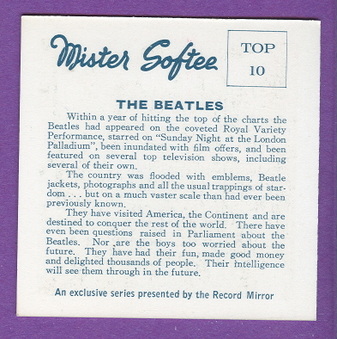 Mister Softee
TOP
10
THE BEATLES
Within a year of hitting the top of the charts the
Beatles had appeared on the coveted Royal Variety
Performance, starred on "Sunday Night at the London
Palladium", been inundated with film offers, and been
featured on several top television shows, including
several of their own.
The country was flooded with emblems, Beatle
jackets, photographs and all the usual trappings of star-
dom . . . but on a much vaster scale than had ever been
previously known.
They have visited America, the Continent and are
destined to conquer the rest of the world. There have
even been questions raised in Parliament about the
Beatles. Nor are the boys too worried about the
future. They have had their fun, made good money
and delighted thousands of people. Their intelligence
will see them through in the future.
An exclusive series presented by the Record Mirror